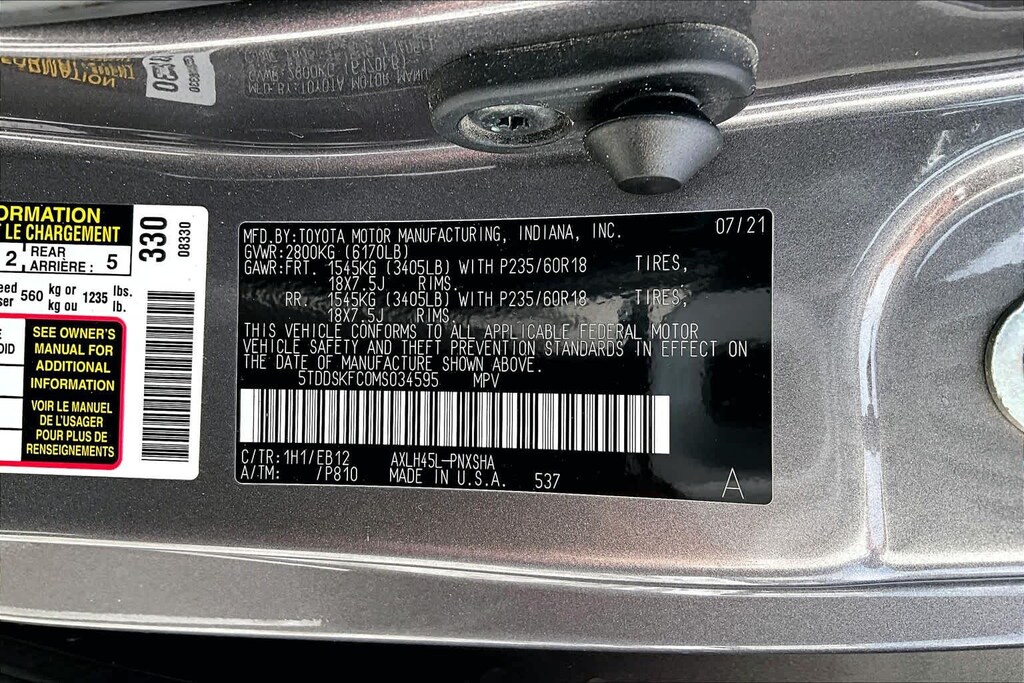 ORMATION
T LE CHARGEMENT
2 REAR ARRIÈRE: 5
560 kg or kg ou 1235 lbs. lb.
SEE OWNER'S
MANUAL FOR
ADDITIONAL
INFORMATION
VOIR LE MANUEL
DE L'USAGER
POUR PLUS DE
RENSEIGNEMENTS
330
08330
MFD.BY:TOYOTA MOTOR MANUFACTURING, INDIANA, INC. 07/21
GVWR:2800KG (6170LB)
GAWR:FRT. 1545KG (3405LB) WITH P235/60R18 TIRES,
18X7.5J RIMS.
RR. 1545KG (3405LB) WITH P235/60R18 TIRES,
18X7.5J RIMS.
THIS VEHICLE CONFORMS TO ALL APPLICABLE FEDERAL MOTOR
VEHICLE SAFETY AND THEFT PREVENTION STANDARDS IN EFFECT ON
THE DATE OF MANUFACTURE SHOWN ABOVE.
5TDDSKFC0MS034595 MPV
C/TR:1H1/EB12 AXLH45L-PNXSHA
A/TM: /P810 MADE IN U.S.A. 537
A